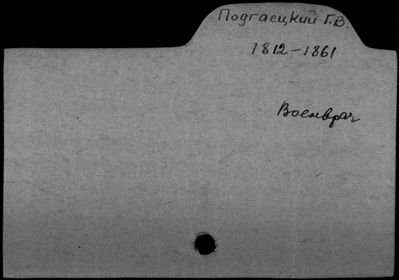 Подгаецкий Г.В.
1812-1861
Военврач